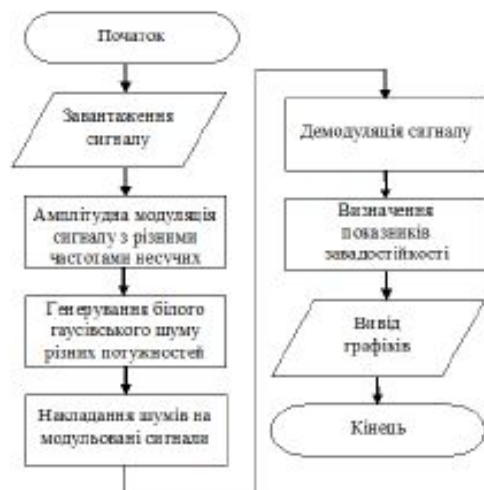 Початок
Завантаження
сигналу
Амплітудна модуляція
сигналу з різними
частотами несучих
Генерування білого
гаусівського шуму
різних потужностей
Накладання шумів на
модульовані сигнали
Демодуляція сигналу
Визначення
показників
завадостійкості
Вивід
графіків
Кінець